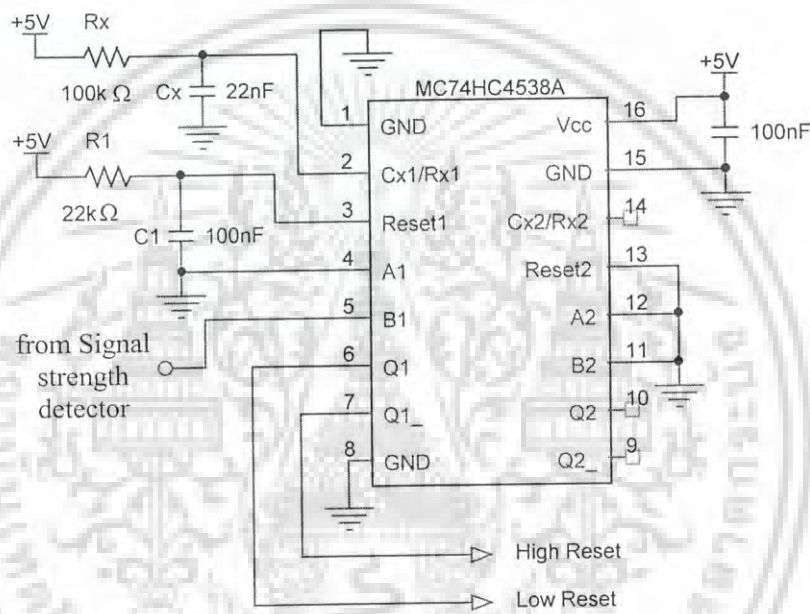 +5V
Rx
100k Ω
Cx
22nF
+5V
R1
22kΩ
C1
100nF
MC74HC4538A
+5V
100nF
1
GND
2
Cx1/Rx1
3
Reset1
4
A1
5
B1
6
Q1
7
Q1_
8
GND
Vcc
16
GND
15
Cx2/Rx2
14
Reset2
13
A2
12
B2
11
Q2
10
Q2_
9
from Signal
strength
detector
High Reset
Low Reset